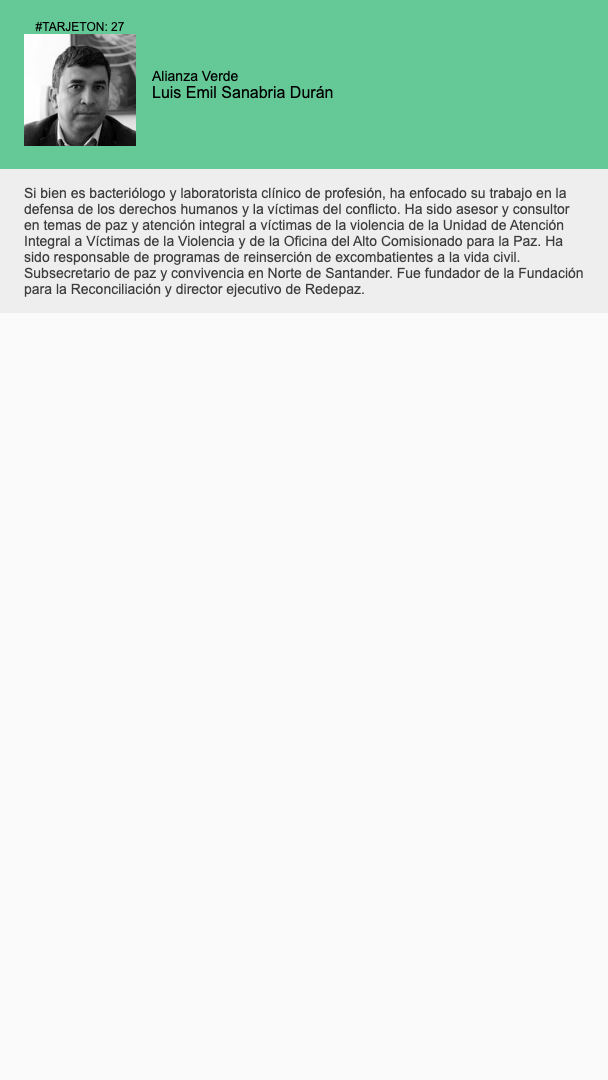 #TARJETON: 27
Alianza Verde
Luis Emil Sanabria Durán
Si bien es bacteriólogo y laboratorista clínico de profesión, ha enfocado su trabajo en la
defensa de los derechos humanos y la víctimas del conflicto. Ha sido asesor y consultor
en temas de paz y atención integral a víctimas de la violencia de la Unidad de Atención
Integral a Víctimas de la Violencia y de la Oficina del Alto Comisionado para la Paz. Ha
sido responsable de programas de reinserción de excombatientes a la vida civil.
Subsecretario de paz y convivencia en Norte de Santander. Fue fundador de la Fundación
para la Reconciliación y director ejecutivo de Redepaz.